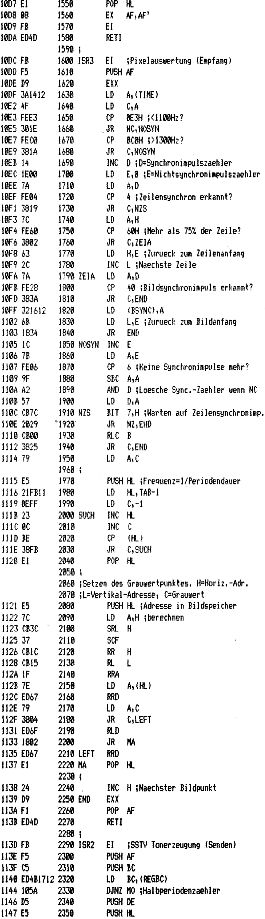 10D7 E1 1550 POP HL
10D8 08 1560 EX AF,AF'
10D9 FB 1570 EI
10DA ED4D 1580 RETI
1590 ;
10DC FB 1600 ISR3 EI ;Pixelauswertung (Empfang)
10DD F5 1610 PUSH AF
10DE D9 1620 EXX
10DF 3A1412 1630 LD A,(TIME)
10E2 4F 1640 LD C,A
10E3 FEE3 1650 CP 0E3H ;<1100Hz?
10E5 301E 1660 JR NC,NOSYN
10E7 FEC0 1670 CP 0C0H ;>1300Hz?
10E9 381A 1680 JR C,NOSYN
10EB 14 1690 INC D ;D=Synchronimpulszaehler
10EC 1E00 1700 LD E,0 ;E=Nichtsynchronimpulszaehler
10EE 7A 1710 LD A,D
10EF FE04 1720 CP 4 ;Zeilensynchron erkannt?
10F1 3819 1730 JR C,NZS
10F3 7C 1740 LD A,H
10F4 FE60 1750 CP 60H ;Mehr als 75% der Zeile?
10F6 3802 1760 JR C,ZE1A
10F8 63 1770 LD H,E ;Zurueck zum Zeilenanfang
10F9 2C 1780 INC L ;Naechste Zeile
10FA 7A 1790 ZE1A LD A,D
10FB FE28 1800 CP 40 ;Bildsynchronimpuls erkannt?
10FD 383A 1810 JR C,END
10FF 321612 1820 LD (BSYNC),A
1102 6B 1830 LD L,E ;Zurueck zum Bildanfang
1103 1834 1840 JR END
1105 1C 1850 NOSYN INC E
1106 7B 1860 LD A,E
1107 FE06 1870 CP 6 ;Keine Synchronimpulse mehr?
1109 9F 1880 SBC A,A
110A A2 1890 AND D ;Loesche Sync.-Zaehler wenn NC
110B 57 1900 LD D,A
110C CB7C 1910 NZS BIT 7,H ;Warten auf Zeilensynchroimp.
110E 2029 1920 JR NZ,END
1110 CB00 1930 RLC B
1112 3825 1940 JR C,END
1114 79 1950 LD A,C
1960 ;
1115 E5 1970 PUSH HL ;Frequenz=1/Periodendauer
1116 21FB11 1980 LD HL,TAB-1
1119 0EFF 1990 LD C,-1
111B 23 2000 SUCH INC HL
111C 0C 2010 INC C
111D BE 2020 CP (HL)
111E 38FB 2030 JR C,SUCH
1120 E1 2040 POP HL
2050 ;
2060 ;Setzen des Grauwertpunktes, H=Horiz.-Adr.
2070 ;L=Vertikal-Adresse, C=Grauwert
1121 E5 2080 PUSH HL ;Adresse in Bildspeicher
1122 7C 2090 LD A,H ;berechnen
1123 CB3C 2100 SRL H
1125 37 2110 SCF
1126 CB1C 2120 RR H
1128 CB15 2130 RL L
112A 1F 2140 RRA
112B 7E 2150 LD A,(HL)
112C ED67 2160 RRD
112E 79 2170 LD A,C
112F 3804 2180 JR C,LEFT
1131 ED6F 2190 RLD
1133 1802 2200 JR MA
1135 ED67 2210 LEFT RRD
1137 E1 2220 MA POP HL
2230 ;
1138 24 2240 INC H ;Naechster Bildpunkt
1139 D9 2250 END EXX
113A F1 2260 POP AF
113B ED4D 2270 RETI
2280 ;
113D FB 2290 ISR2 EI ;SSTV Tonerzeugung (Senden)
113E F5 2300 PUSH AF
113F C5 2310 PUSH BC
1140 ED4B1712 2320 LD BC,(REGBC)
1144 105A 2330 DJNZ MO ;Halbperiodenzaehler
1146 D5 2340 PUSH DE
1147 E5 2350 PUSH HL